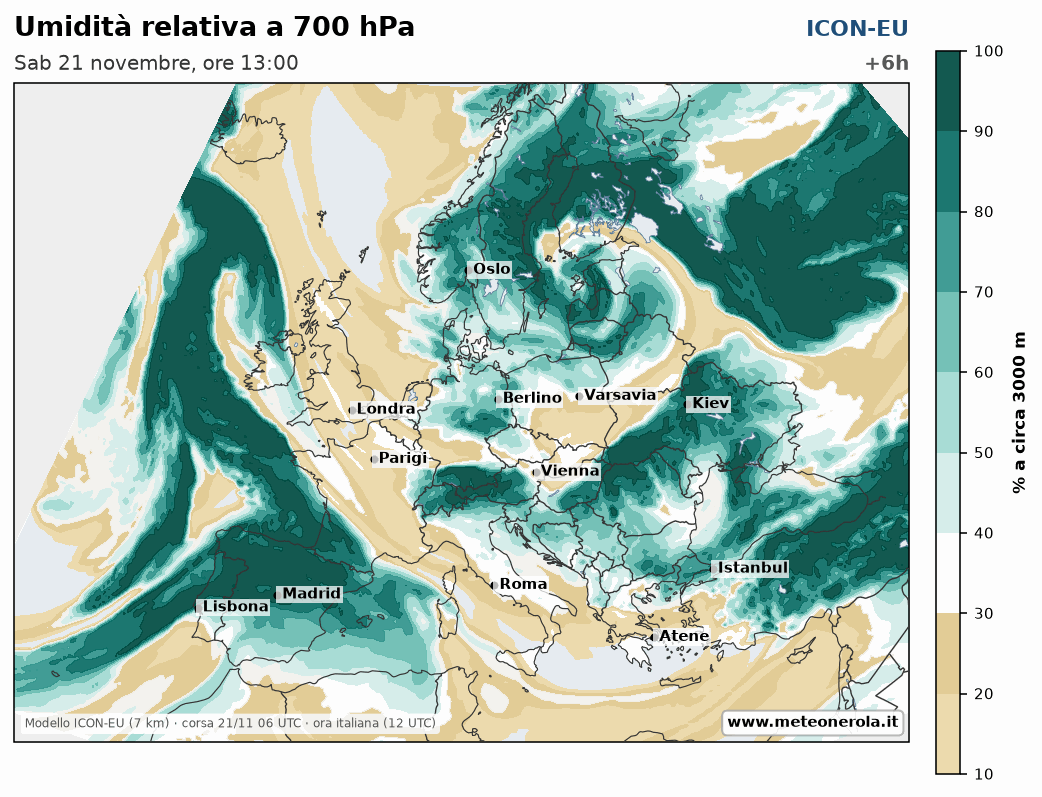 Umidità relativa a 700 hPa
ICON-EU
Sab 21 novembre, ore 13:00
+6h
100
90
80
70
60
50
40
30
20
10
% a circa 3000 m
Oslo
Berlino
Varsavia
Kiev
Londra
Parigi
Vienna
Istanbul
Roma
Madrid
Lisbona
Atene
Modello ICON-EU (7 km) · corsa 21/11 06 UTC · ora italiana (12 UTC)
www.meteonerola.it